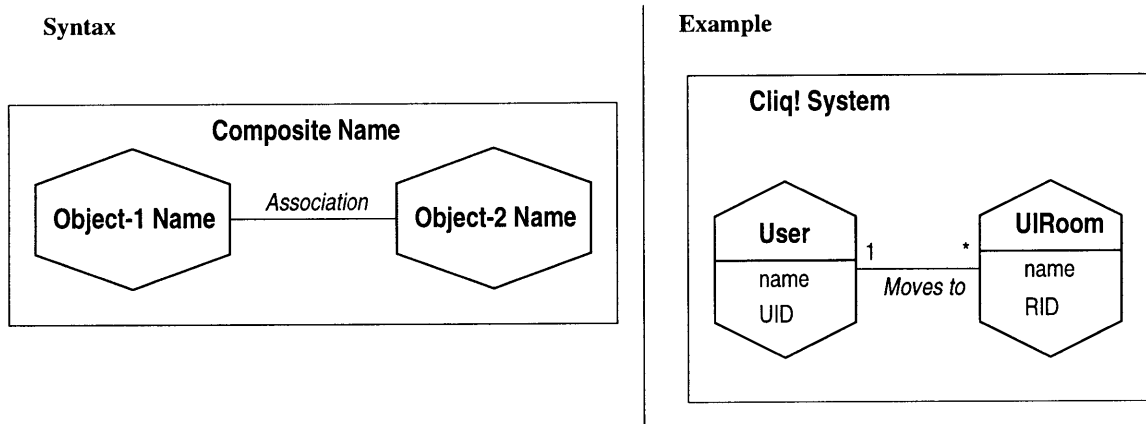 Syntax
Composite Name
Object-1 Name
Association
Object-2 Name
Example
Cliq! System
User
name
UID
1
*
Moves to
UIRoom
name
RID